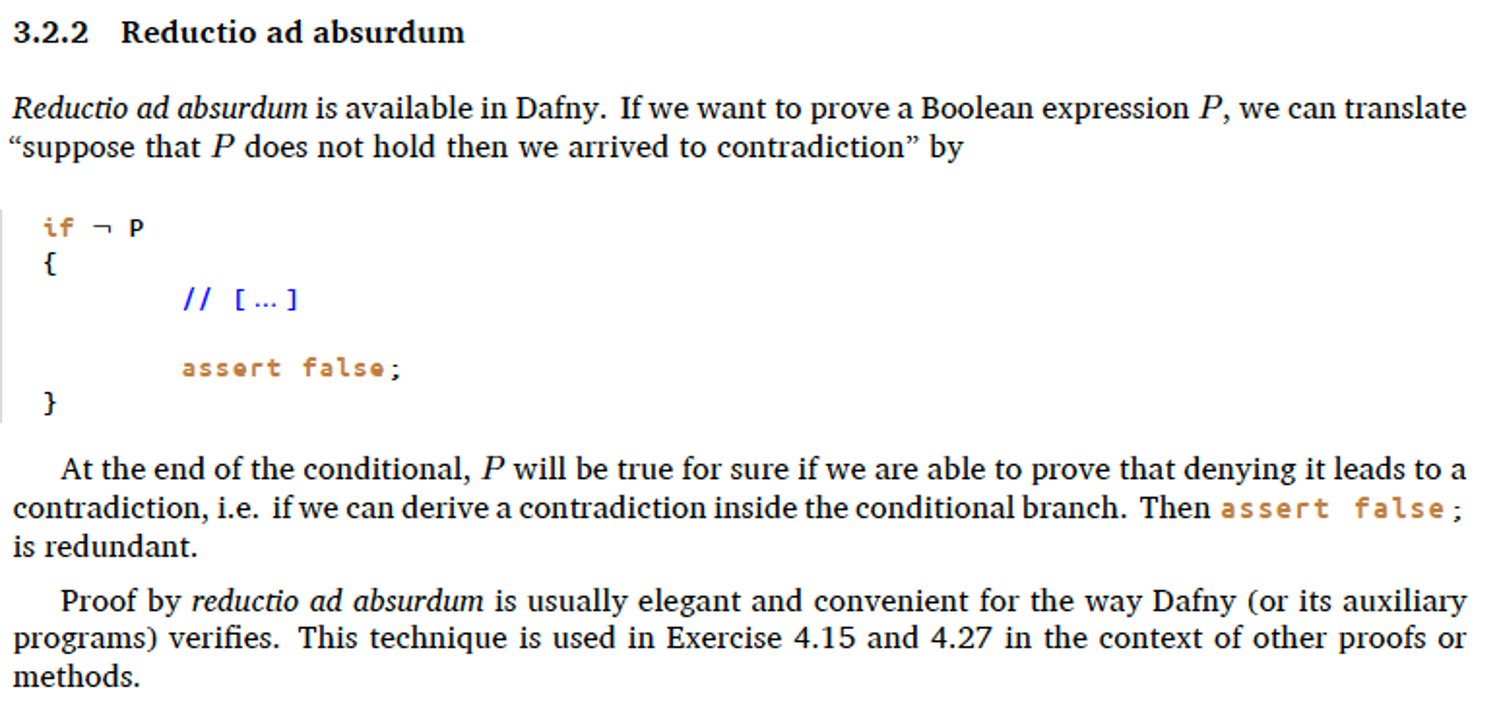 3.2.2 Reductio ad absurdum
Reductio ad absurdum is available in Dafny. If we want to prove a Boolean expression P, we can translate
“suppose that P does not hold then we arrived to contradiction” by
if ¬ P
{
// [...]
assert false;
}
At the end of the conditional, P will be true for sure if we are able to prove that denying it leads to a
contradiction, i.e. if we can derive a contradiction inside the conditional branch. Then assert false;
is redundant.
Proof by reductio ad absurdum is usually elegant and convenient for the way Dafny (or its auxiliary
programs) verifies. This technique is used in Exercise 4.15 and 4.27 in the context of other proofs or
methods.